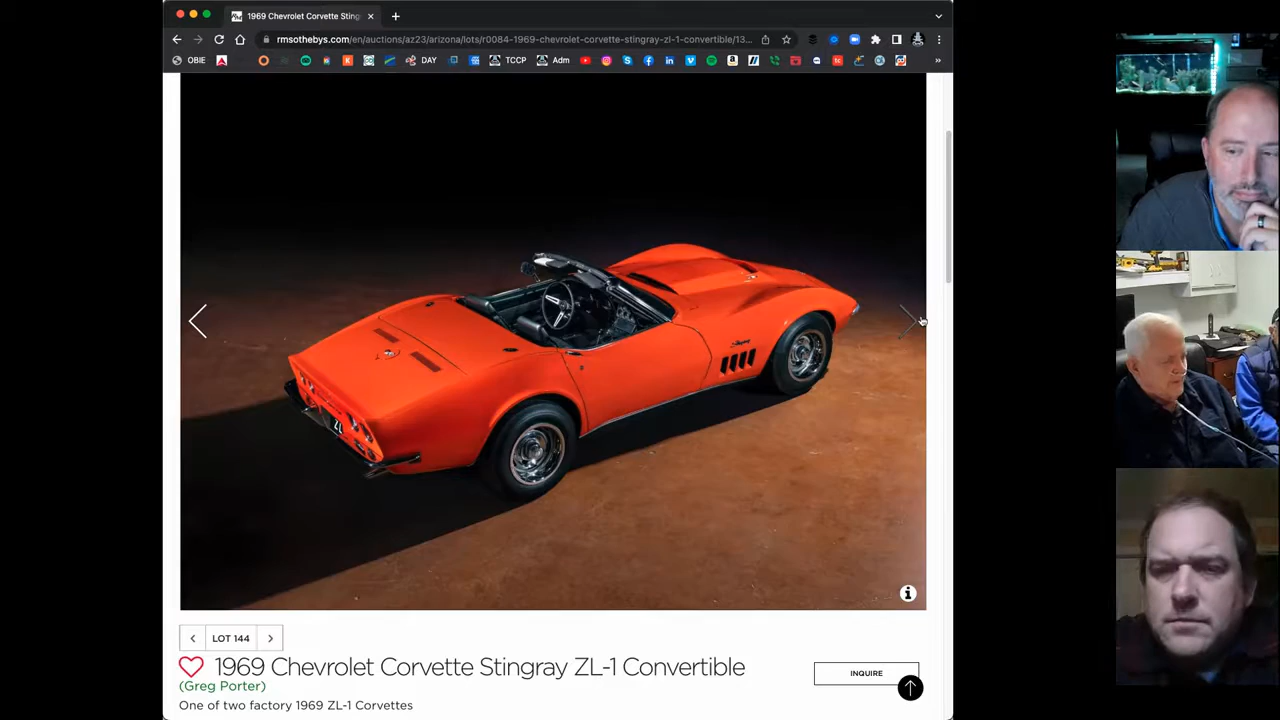 1969 Chevrolet Corvette Sting
rmsothebys.com/en/auctions/az23/arizona/lots/r0084-1969-chevrolet-corvette-stingray-zl-1-convertible/13...
OBIE
DAY
TCCP
Adm
Stingray
ZL
LOT 144
1969 Chevrolet Corvette Stingray ZL-1 Convertible
INQUIRE
(Greg Porter)
One of two factory 1969 ZL-1 Corvettes